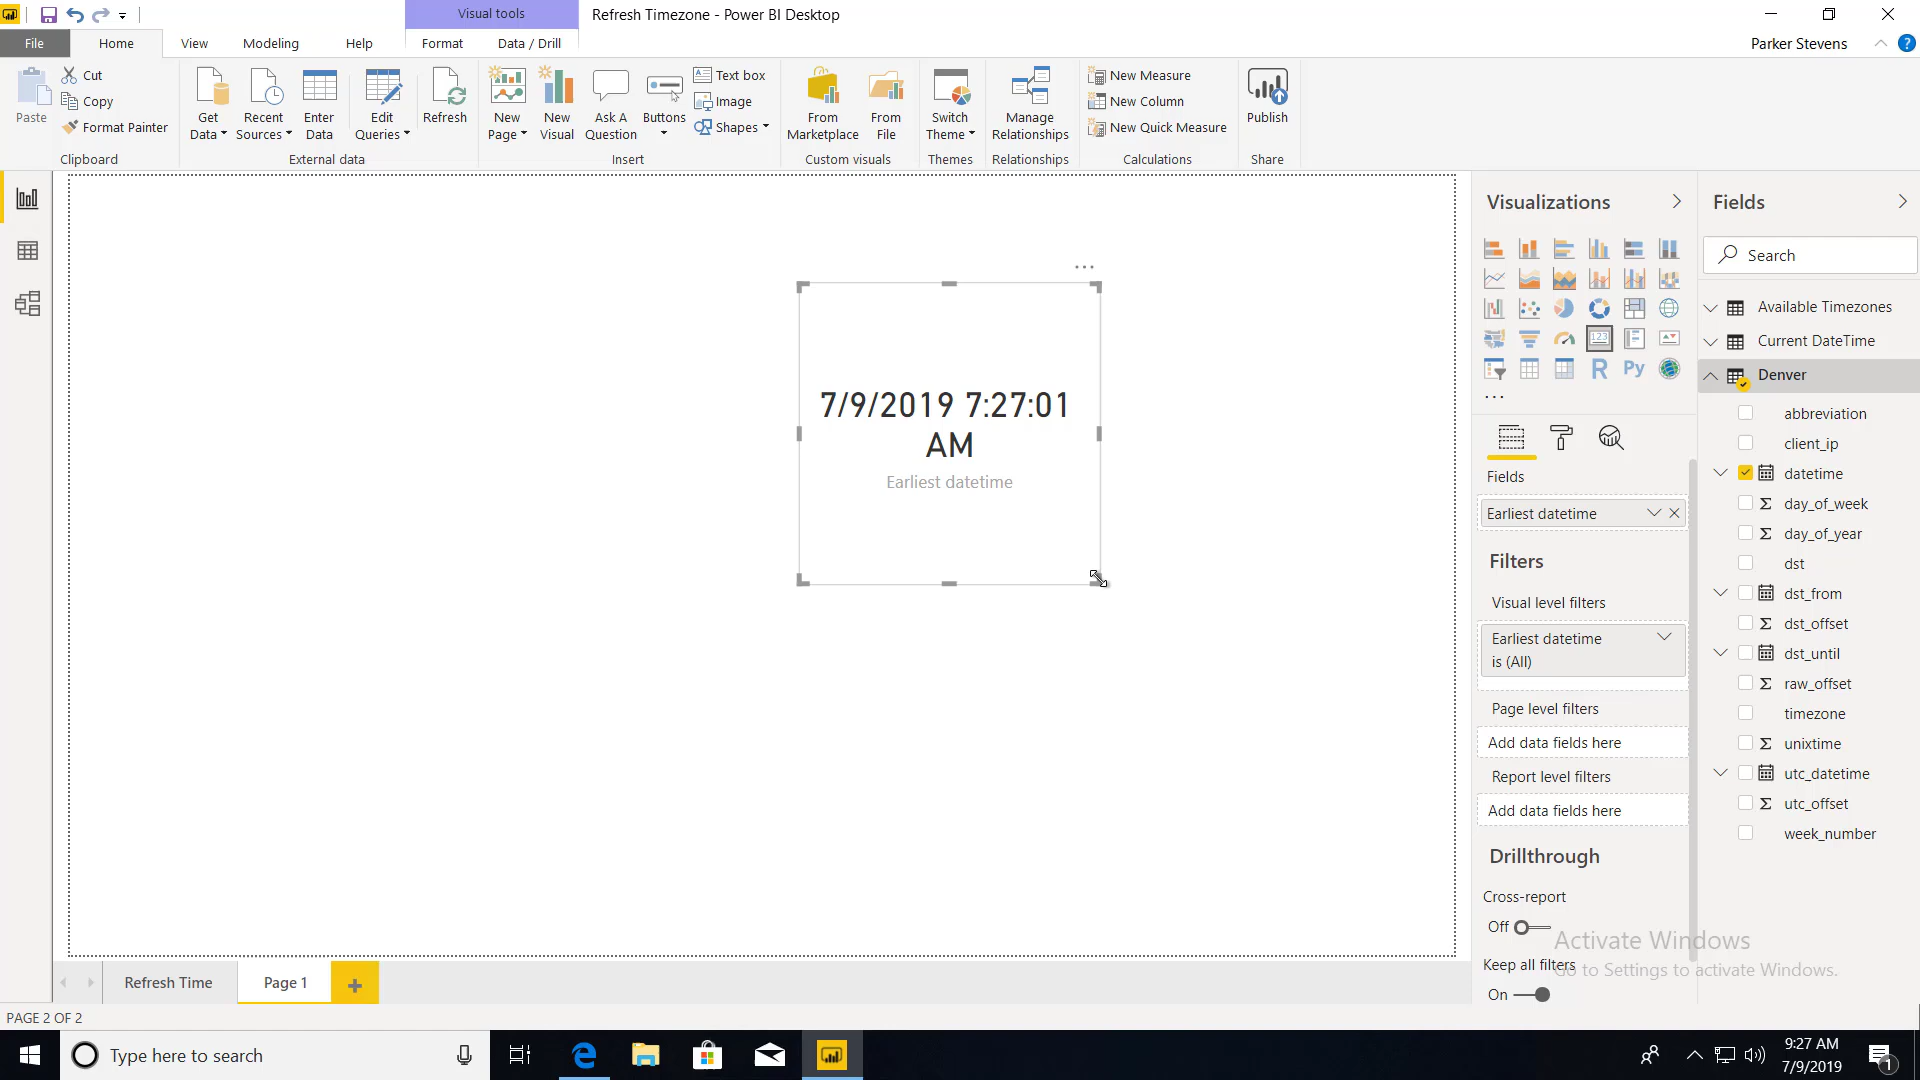 Visual tools
Refresh Timezone - Power BI Desktop
File
Home
View
Modeling
Help
Format
Data / Drill
Parker Stevens
?
Paste
Cut
Copy
Format Painter
Clipboard
Get Data
Recent Sources
Enter Data
Edit Queries
Refresh
External data
New Page
New Visual
Ask A Question
Buttons
Text box
Image
Shapes
Insert
From Marketplace
From File
Custom visuals
Switch Theme
Themes
Manage Relationships
Relationships
New Measure
New Column
New Quick Measure
Calculations
Publish
Share
7/9/2019 7:27:01
AM
Earliest datetime
Visualizations
123
R
Py
Fields
Earliest datetime
Filters
Visual level filters
Earliest datetime
is (All)
Page level filters
Add data fields here
Report level filters
Add data fields here
Drillthrough
Cross-report
Off
Keep all filters
On
Fields
Search
Available Timezones
Current DateTime
Denver
abbreviation
client_ip
datetime
Σ day_of_week
Σ day_of_year
dst
dst_from
Σ dst_offset
dst_until
Σ raw_offset
timezone
Σ unixtime
utc_datetime
Σ utc_offset
week_number
Activate Windows
Go to Settings to activate Windows.
Refresh Time
Page 1
+
PAGE 2 OF 2
Type here to search
9:27 AM
7/9/2019
1